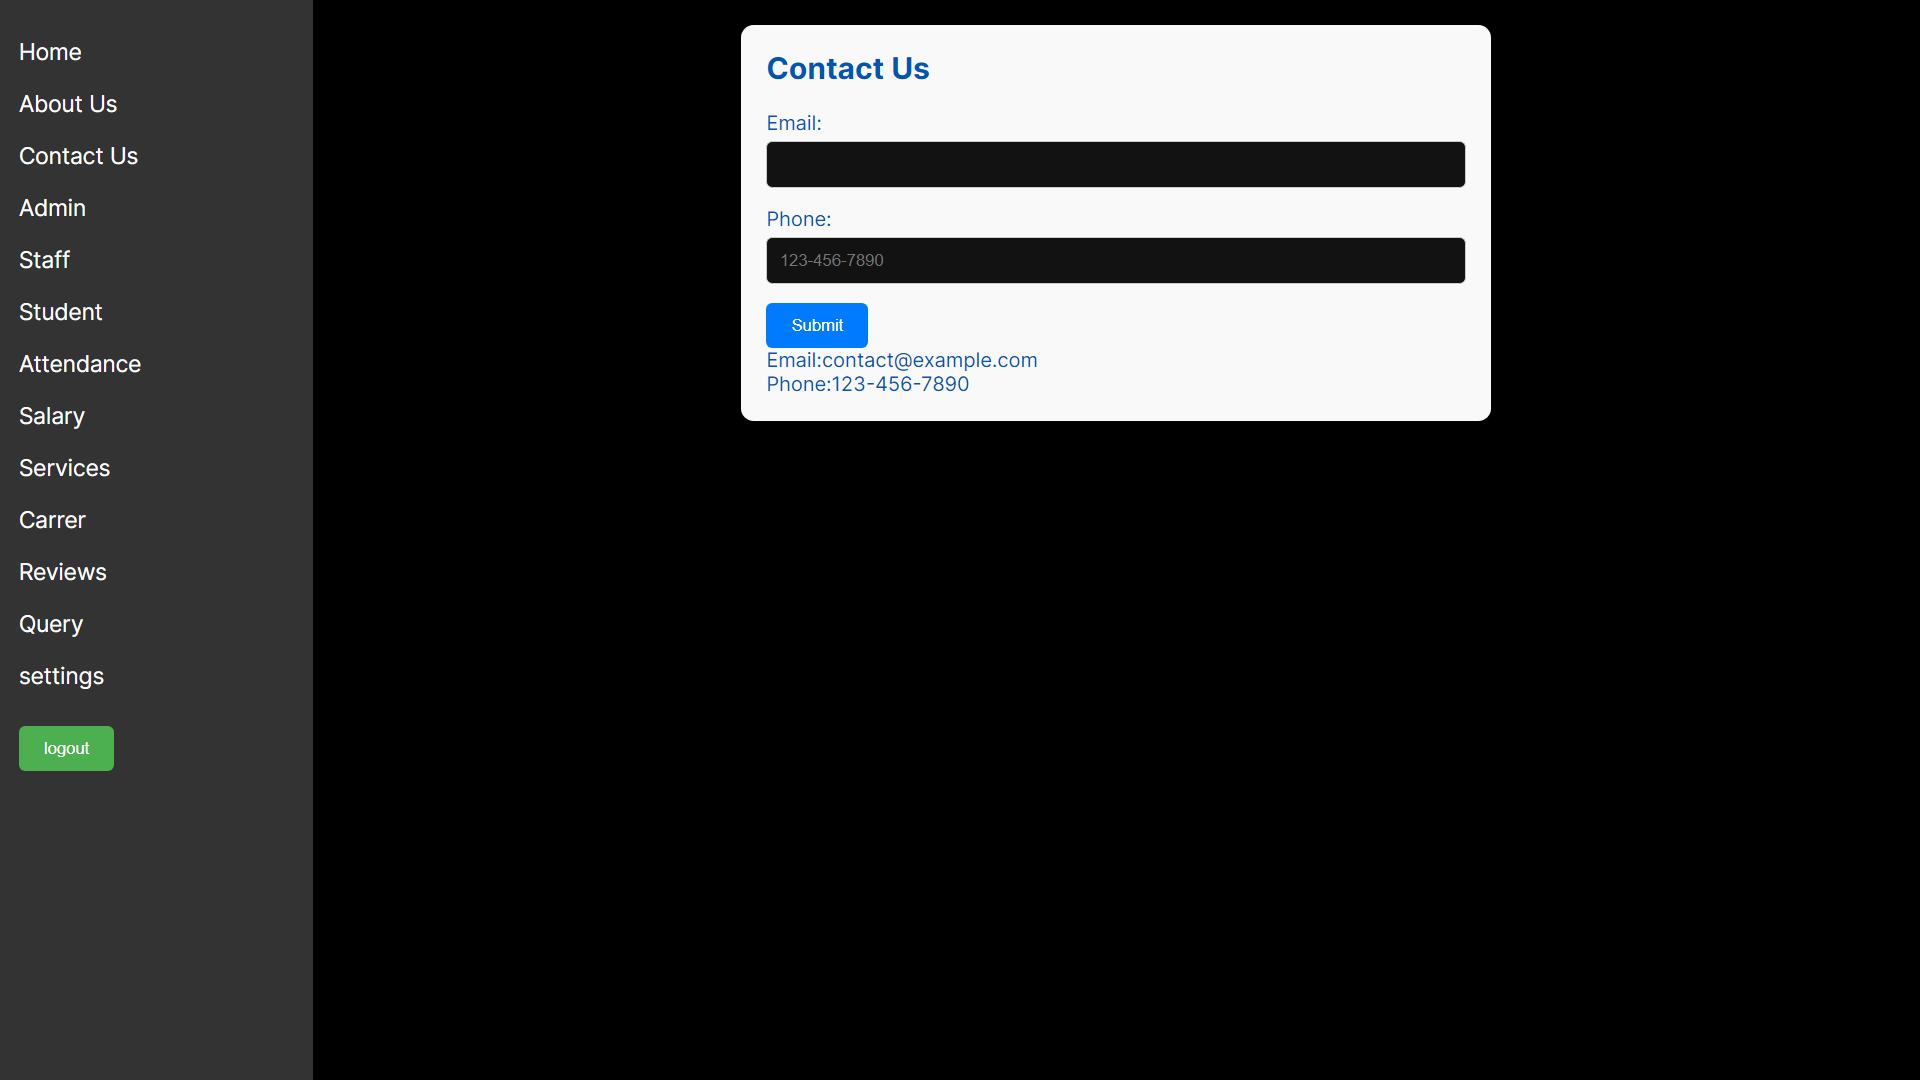 Home
About Us
Contact Us
Admin
Staff
Student
Attendance
Salary
Services
Carrer
Reviews
Query
settings
logout
Contact Us
Email:
Phone:
123-456-7890
Submit
Email:contact@example.com
Phone:123-456-7890